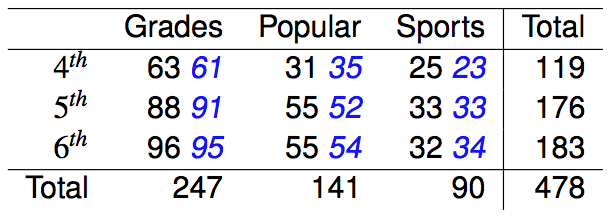 Grades Popular Sports Total
4th 63 61 31 35 25 23 119
5th 88 91 55 52 33 33 176
6th 96 95 55 54 32 34 183
Total 247 141 90 478